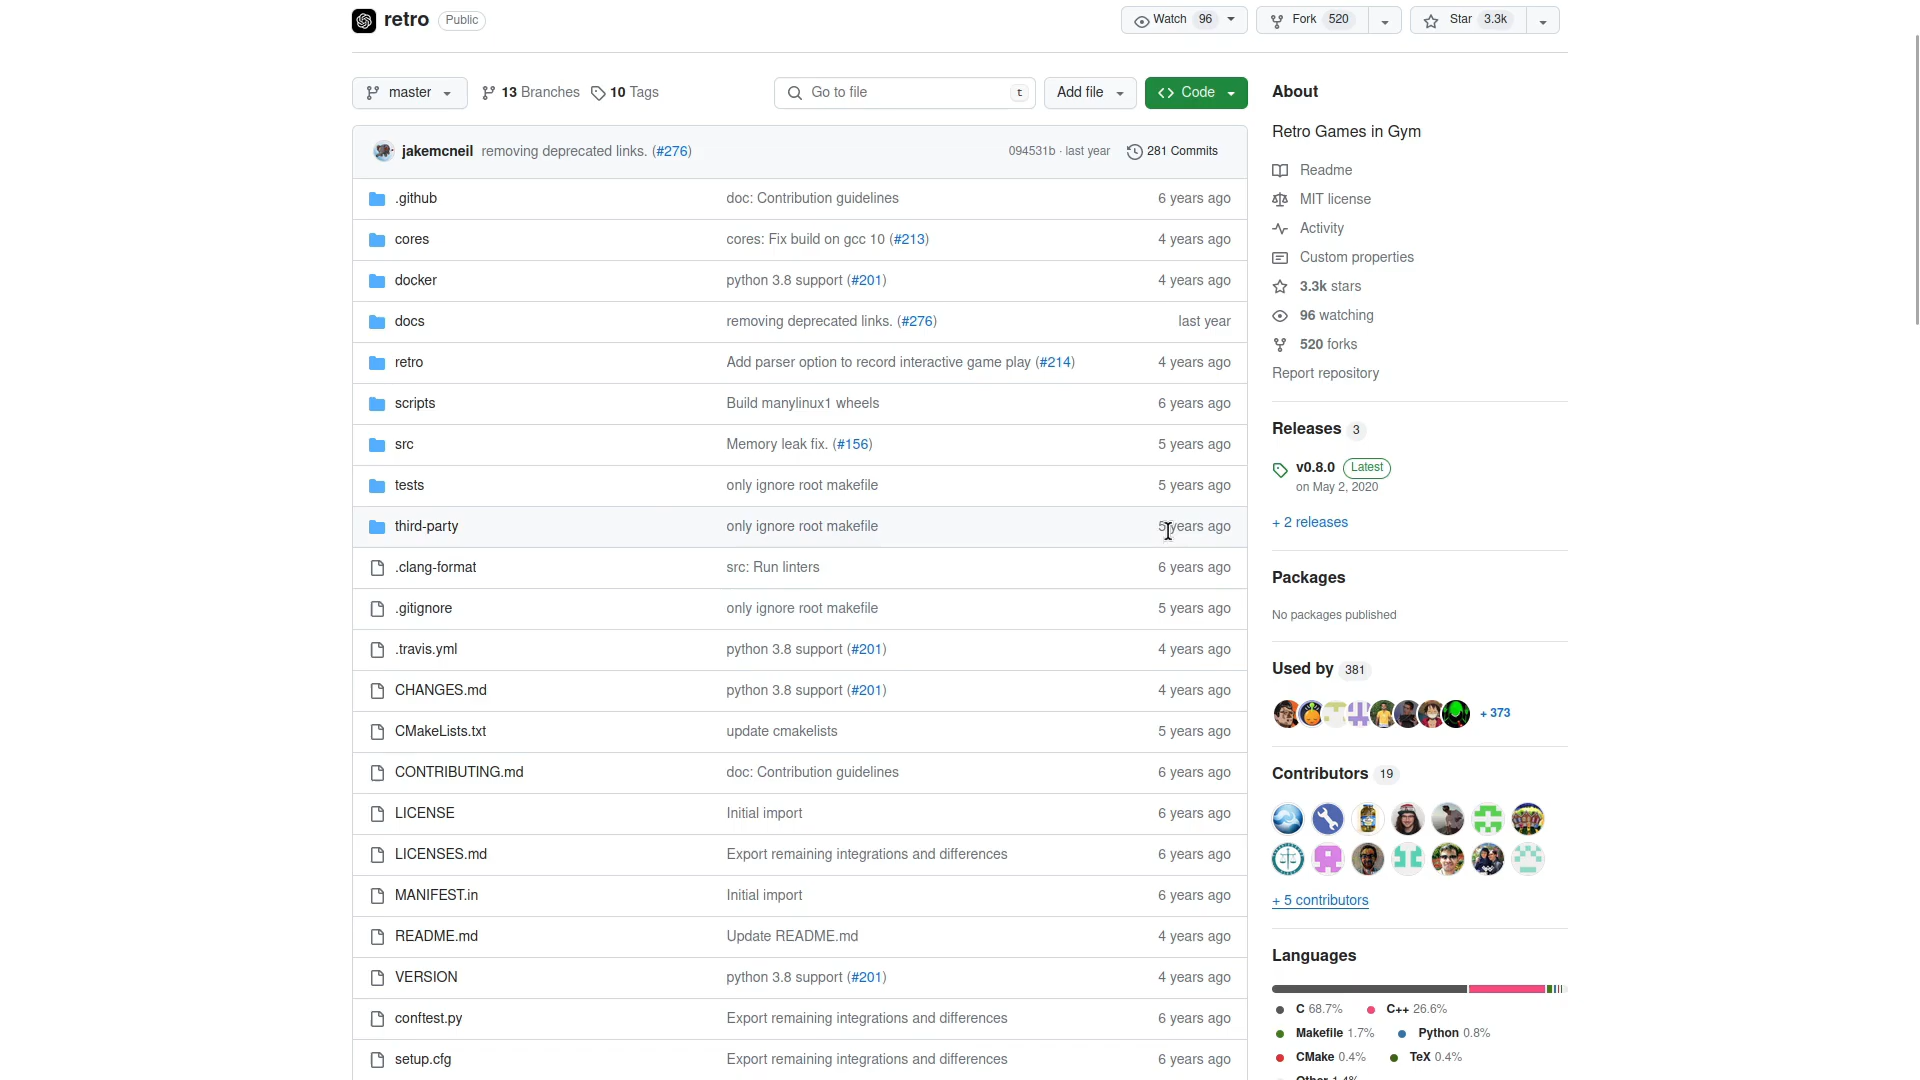 retro Public
Watch 96 Fork 520 Star 3.3k
master 13 Branches 10 Tags Go to file t Add file Code
jakemcneil removing deprecated links. (#276) 094531b · last year 281 Commits
.github doc: Contribution guidelines 6 years ago
cores cores: Fix build on gcc 10 (#213) 4 years ago
docker python 3.8 support (#201) 4 years ago
docs removing deprecated links. (#276) last year
retro Add parser option to record interactive game play (#214) 4 years ago
scripts Build manylinux1 wheels 6 years ago
src Memory leak fix. (#156) 5 years ago
tests only ignore root makefile 5 years ago
third-party only ignore root makefile 5 years ago
.clang-format src: Run linters 6 years ago
.gitignore only ignore root makefile 5 years ago
.travis.yml python 3.8 support (#201) 4 years ago
CHANGES.md python 3.8 support (#201) 4 years ago
CMakeLists.txt update cmakelists 5 years ago
CONTRIBUTING.md doc: Contribution guidelines 6 years ago
LICENSE Initial import 6 years ago
LICENSES.md Export remaining integrations and differences 6 years ago
MANIFEST.in Initial import 6 years ago
README.md Update README.md 4 years ago
VERSION python 3.8 support (#201) 4 years ago
conftest.py Export remaining integrations and differences 6 years ago
setup.cfg Export remaining integrations and differences 6 years ago
About
Retro Games in Gym
Readme
MIT license
Activity
Custom properties
3.3k stars
96 watching
520 forks
Report repository
Releases 3
v0.8.0 Latest
on May 2, 2020
+ 2 releases
Packages
No packages published
Used by 381
+ 373
Contributors 19
+ 5 contributors
Languages
C 68.7% C++ 26.6%
Makefile 1.7% Python 0.8%
CMake 0.4% TeX 0.4%
Other 1.4%